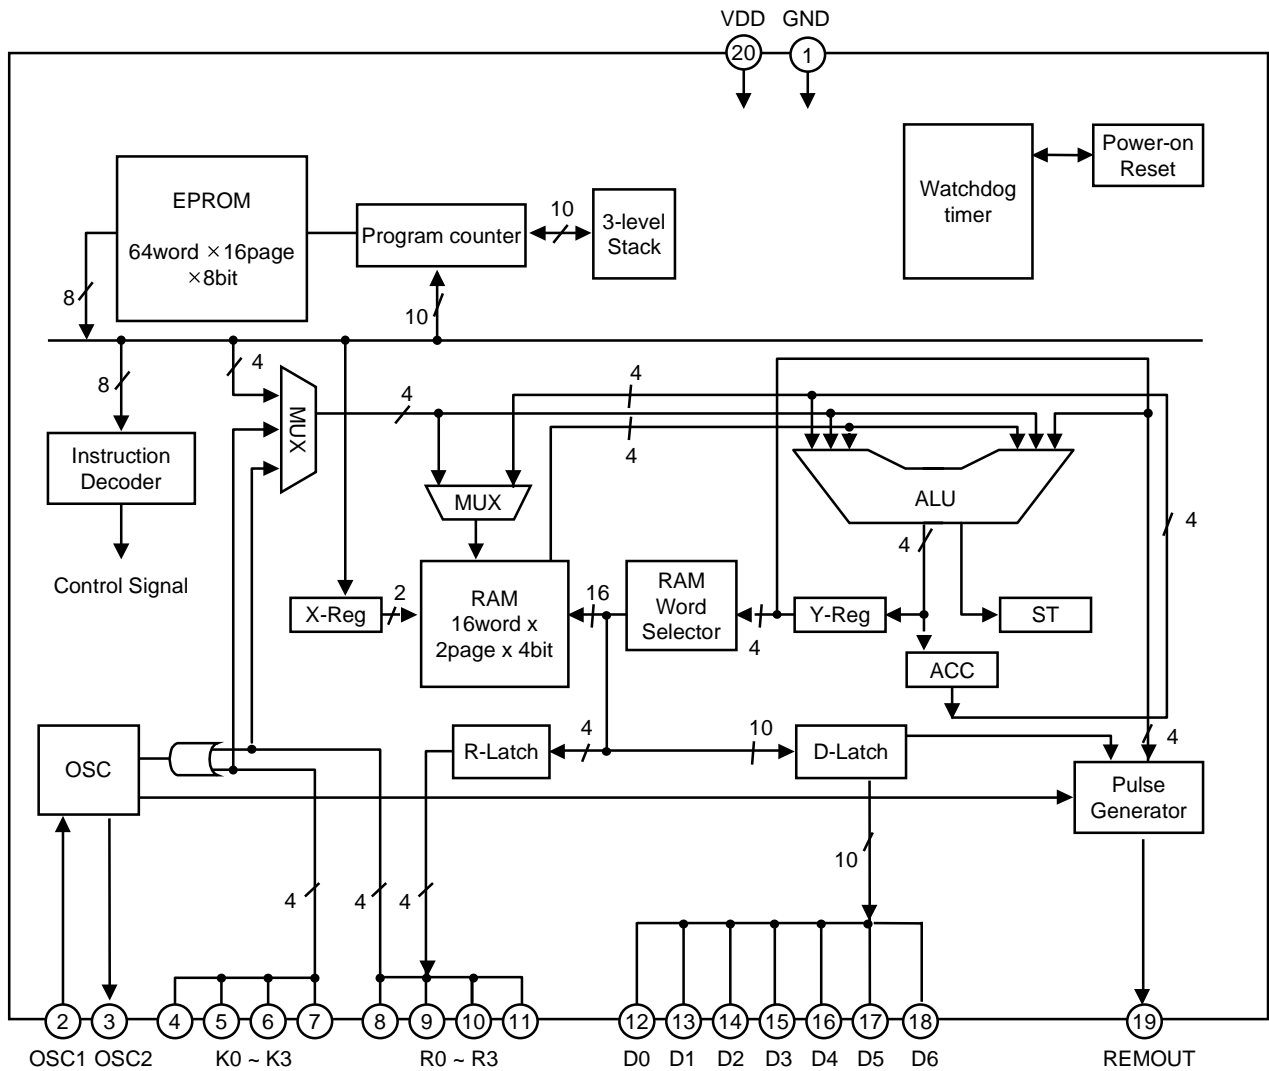 VDD GND
20 1
EPROM
64word ×16page
×8bit
Program counter
10
3-level
Stack
Watchdog
timer
Power-on
Reset
8
10
8
4
MUX
4
4
4
Instruction
Decoder
Control Signal
MUX
ALU
4
4
X-Reg
2
RAM
16word x
2page x 4bit
16
RAM
Word
Selector
4
Y-Reg
ST
ACC
OSC
R-Latch
4
10
D-Latch
4
Pulse
Generator
4
4
4
10
2 3 4 5 6 7 8 9 10 11 12 13 14 15 16 17 18 19
OSC1 OSC2 K0 ~ K3 R0 ~ R3 D0 D1 D2 D3 D4 D5 D6 REMOUT